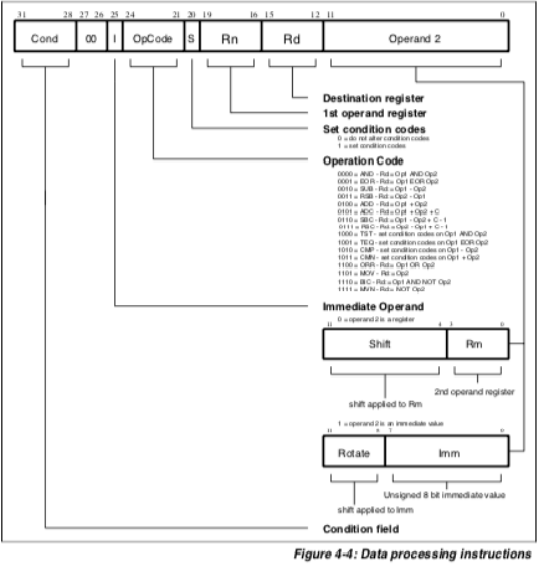 31 28 27 26 25 24 21 20 19 16 15 12 11 0
Cond 00 I OpCode S Rn Rd Operand 2
Destination register
1st operand register
Set condition codes
0 = do not alter condition codes
1 = set condition codes
Operation Code
0000 = AND - Rd:= Op1 AND Op2
0001 = EOR - Rd:= Op1 EOR Op2
0010 = SUB - Rd:= Op1 - Op2
0011 = RSB - Rd:= Op2 - Op1
0100 = ADD - Rd:= Op1 + Op2
0101 = ADC - Rd:= Op1 + Op2 + C
0110 = SBC - Rd:= Op1 - Op2 + C - 1
0111 = RSC - Rd:= Op2 - Op1 + C - 1
1000 = TST - set condition codes on Op1 AND Op2
1001 = TEQ - set condition codes on Op1 EOR Op2
1010 = CMP - set condition codes on Op1 - Op2
1011 = CMN - set condition codes on Op1 + Op2
1100 = ORR - Rd:= Op1 OR Op2
1101 = MOV - Rd:= Op2
1110 = BIC - Rd:= Op1 AND NOT Op2
1111 = MVN - Rd:= NOT Op2
Immediate Operand
0 = operand 2 is a register
11 4 3 0
Shift Rm
2nd operand register
shift applied to Rm
1 = operand 2 is an immediate value
11 8 7 0
Rotate Imm
Unsigned 8 bit immediate value
shift applied to Imm
Condition field
Figure 4-4: Data processing instructions